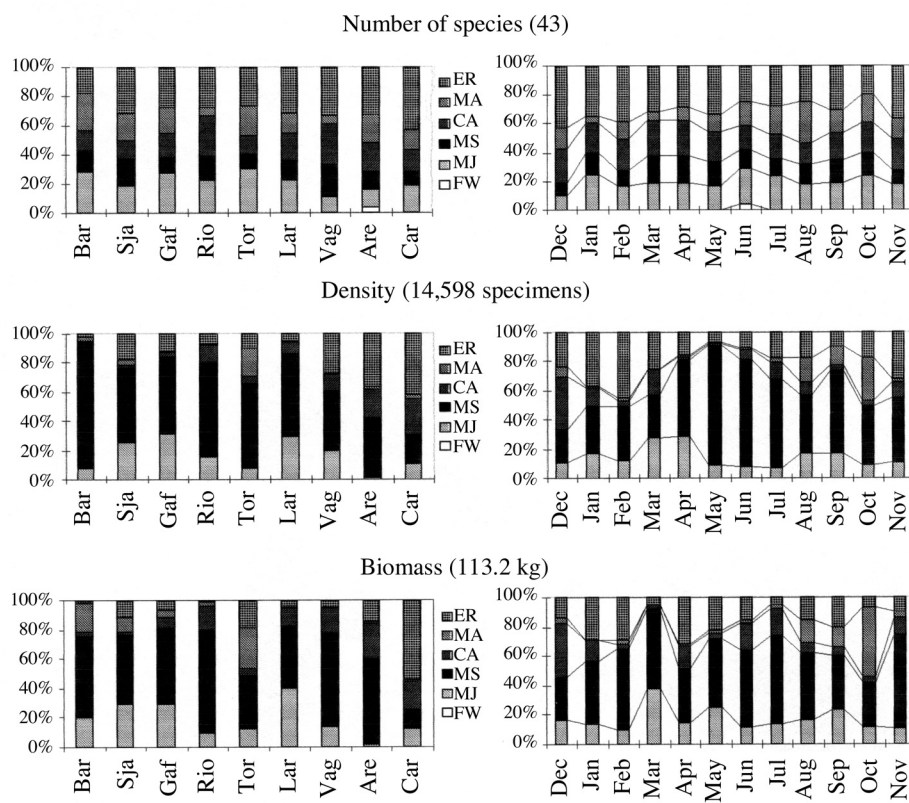 Number of species (43)
100%
80%
60%
40%
20%
0%
ER
MA
CA
MS
MJ
FW
Bar
Sja
Gaf
Rio
Tor
Lar
Vag
Are
Car
100%
80%
60%
40%
20%
0%
Dec
Jan
Feb
Mar
Apr
May
Jun
Jul
Aug
Sep
Oct
Nov
Density (14,598 specimens)
100%
80%
60%
40%
20%
0%
ER
MA
CA
MS
MJ
FW
Bar
Sja
Gaf
Rio
Tor
Lar
Vag
Are
Car
100%
80%
60%
40%
20%
0%
Dec
Jan
Feb
Mar
Apr
May
Jun
Jul
Aug
Sep
Oct
Nov
Biomass (113.2 kg)
100%
80%
60%
40%
20%
0%
ER
MA
CA
MS
MJ
FW
Bar
Sja
Gaf
Rio
Tor
Lar
Vag
Are
Car
100%
80%
60%
40%
20%
0%
Dec
Jan
Feb
Mar
Apr
May
Jun
Jul
Aug
Sep
Oct
Nov